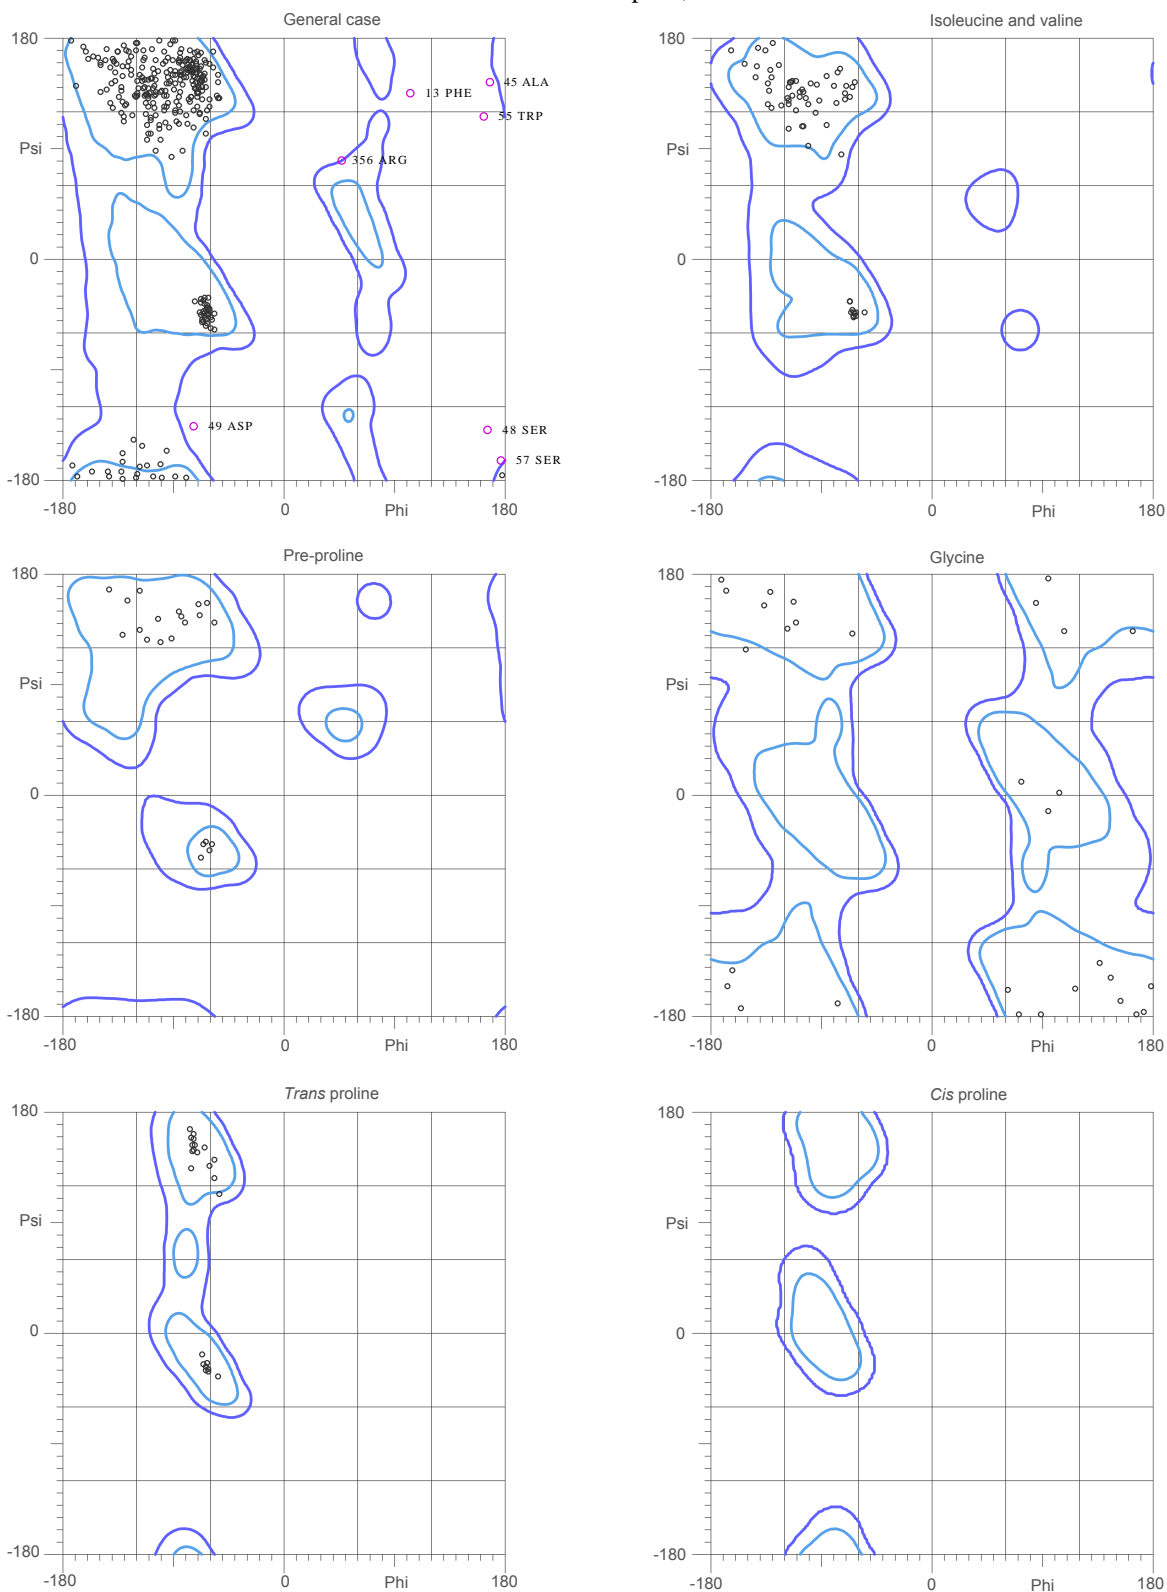 General case
Isoleucine and valine
180
180
45 ALA
13 PHE
55 TRP
Psi
Psi
356 ARG
0
0
49 ASP
48 SER
57 SER
-180
-180
-180
0
Phi
180
-180
0
Phi
180
Pre-proline
Glycine
180
180
Psi
Psi
0
0
-180
-180
-180
0
Phi
180
-180
0
Phi
180
Trans proline
Cis proline
180
180
Psi
Psi
0
0
-180
-180
-180
0
Phi
180
-180
0
Phi
180